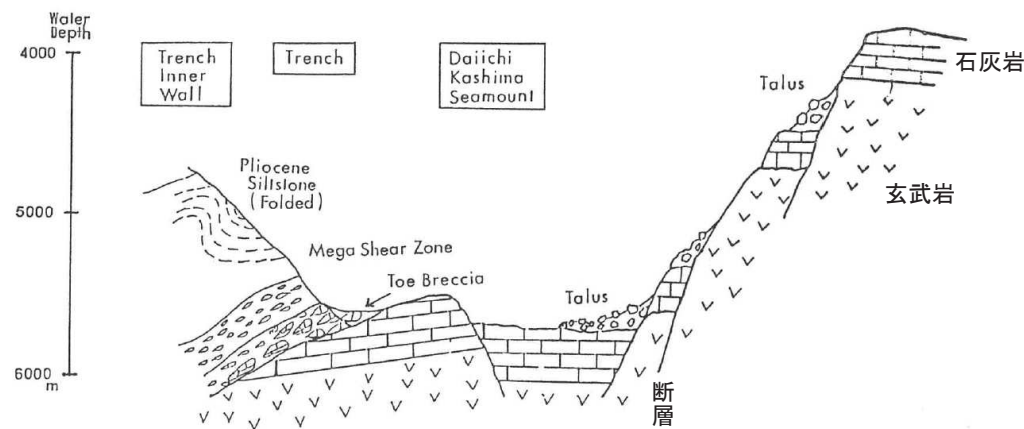 Water
Depth
4000
5000
6000
m
Trench
Inner
Wall
Trench
Daiichi
Kashima
Seamount
Talus
石灰岩
玄武岩
Pliocene
Siltstone
(Folded)
Mega Shear Zone
Toe Breccia
Talus
断層